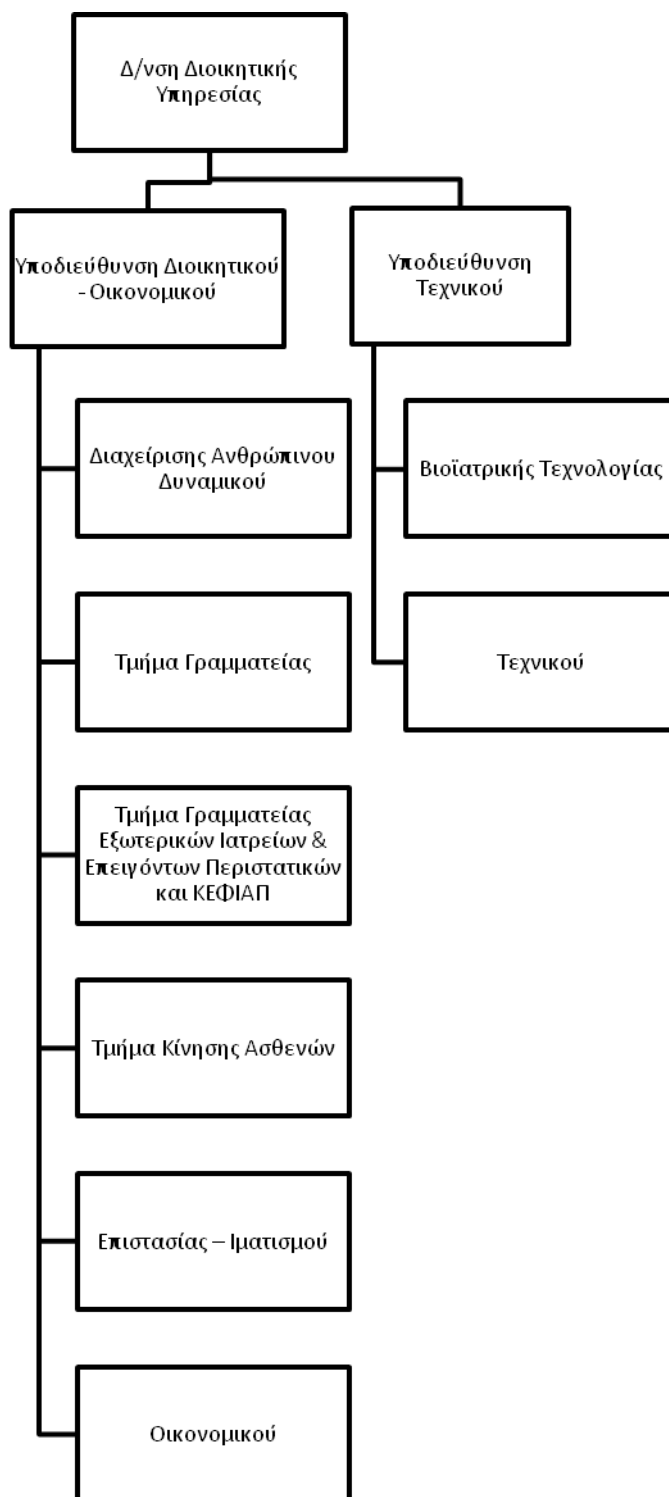 Δ/νση Διοικητικής
Υπηρεσίας
Υποδιεύθυνση Διοικητικού
- Οικονομικού
Υποδιεύθυνση
Τεχνικού
Διαχείρισης Ανθρώπινου
Δυναμικού
Βιοϊατρικής Τεχνολογίας
Τμήμα Γραμματείας
Τεχνικού
Τμήμα Γραμματείας
Εξωτερικών Ιατρείων &
Επειγόντων Περιστατικών
και ΚΕΦΙΑΠ
Τμήμα Κίνησης Ασθενών
Επιστασίας – Ιματισμού
Οικονομικού